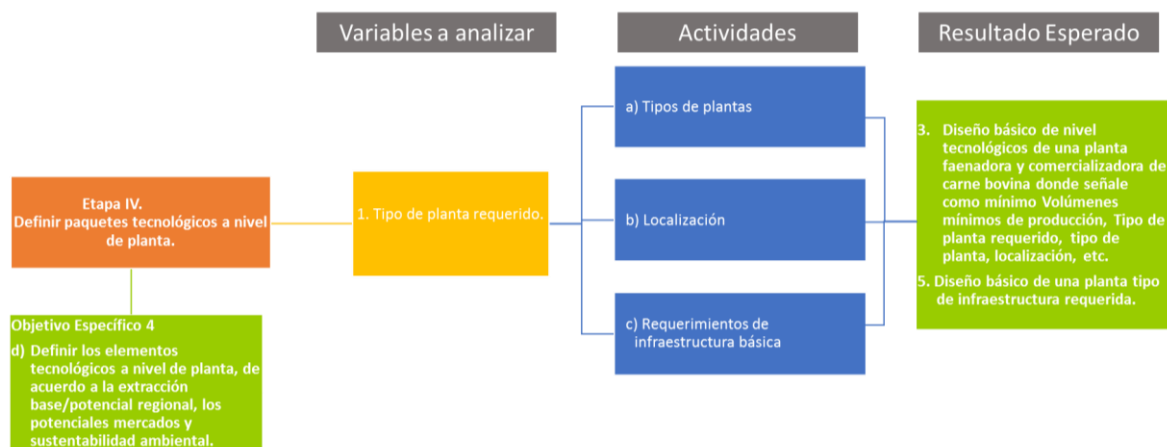 Variables a analizar
Actividades
Resultado Esperado
Etapa IV.
Definir paquetes tecnológicos a nivel
de planta.
Objetivo Específico 4
d) Definir los elementos
tecnológicos a nivel de planta, de
acuerdo a la extracción
base/potencial regional, los
potenciales mercados y
sustentabilidad ambiental.
1. Tipo de planta requerido.
a) Tipos de plantas
b) Localización
c) Requerimientos de
infraestructura básica
3. Diseño básico de nivel
tecnológicos de una planta
faenadora y comercializadora de
carne bovina donde señale
como mínimo Volúmenes
mínimos de producción, Tipo de
planta requerido, tipo de
planta, localización, etc.
5. Diseño básico de una planta tipo
de infraestructura requerida.